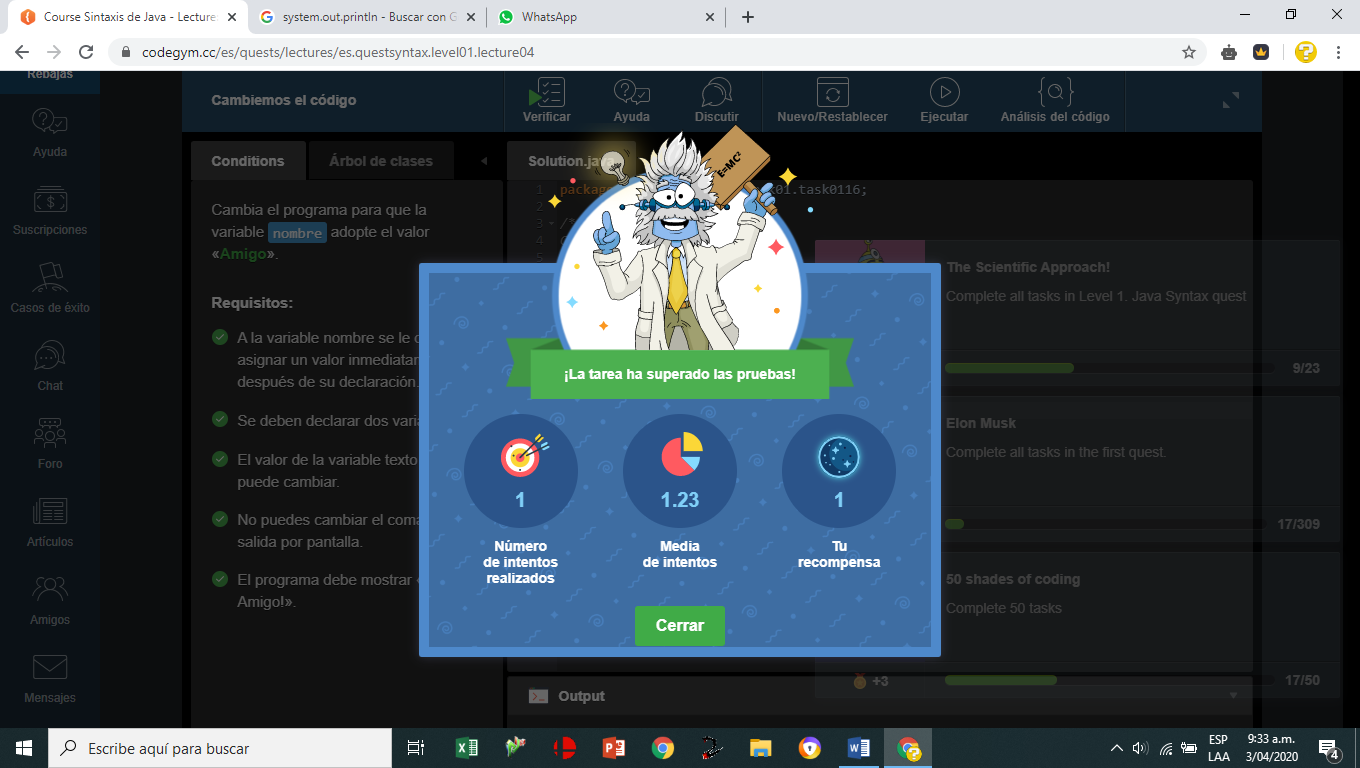 Course Sintaxis de Java - Lecture
system.out.println - Buscar con G
WhatsApp
codegym.cc/es/quests/lectures/es.questsyntax.level01.lecture04
Rebajas
Ayuda
Suscripciones
Casos de éxito
Chat
Foro
Artículos
Amigos
Mensajes
Cambiemos el código
Verificar
Ayuda
Discutir
Nuevo/Restablecer
Ejecutar
Análisis del código
Conditions
Árbol de clases
Cambia el programa para que la
variable nombre adopte el valor
«Amigo».
Requisitos:
A la variable nombre se le
asignar un valor
después de su declaración.
Se deben declarar dos
El valor de la variable texto
puede cambiar.
No puedes cambiar el
salida por pantalla.
El programa debe mostrar
Amigo!».
Solution.java
1 package 01.task0116;
2
3 /*
4
5
E=MC²
¡La tarea ha superado las pruebas!
1
Número
de intentos
realizados
1.23
Media
de intentos
1
Tu
recompensa
Cerrar
The Scientific Approach!
Complete all tasks in Level 1. Java Syntax quest
9/23
Elon Musk
Complete all tasks in the first quest.
17/309
50 shades of coding
Complete 50 tasks
+3
17/50
Output
Escribe aquí para buscar
ESP
LAA
9:33 a.m.
3/04/2020
4